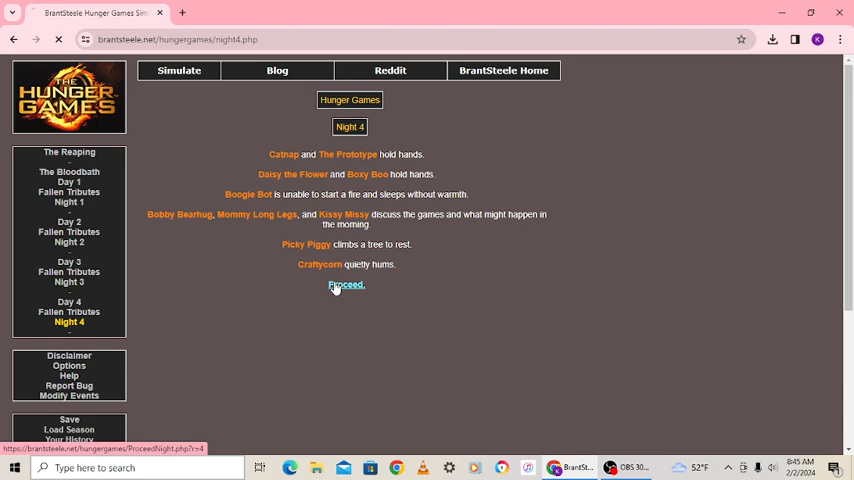 BrantSteele Hunger Games Sim
brantsteele.net/hungergames/night4.php
K
THE HUNGER GAMES
Simulate
Blog
Reddit
BrantSteele Home
Hunger Games
Night 4
Catnap and The Prototype hold hands.
Daisy the Flower and Boxy Boo hold hands.
Boogie Bot is unable to start a fire and sleeps without warmth.
Bobby Bearhug, Mommy Long Legs, and Kissy Missy discuss the games and what might happen in
the morning.
Picky Piggy climbs a tree to rest.
Craftycorn quietly hums.
Proceed.
The Reaping
-
The Bloodbath
Day 1
Fallen Tributes
Night 1
-
Day 2
Fallen Tributes
Night 2
-
Day 3
Fallen Tributes
Night 3
-
Day 4
Fallen Tributes
Night 4
-
Disclaimer
Options
Help
Report Bug
Modify Events
Save
Load Season
Your History
https://brantsteele.net/hungergames/ProceedNight.php?r=4
Type here to search
BrantSt...
OBS 30...
52°F
8:45 AM
2/2/2024